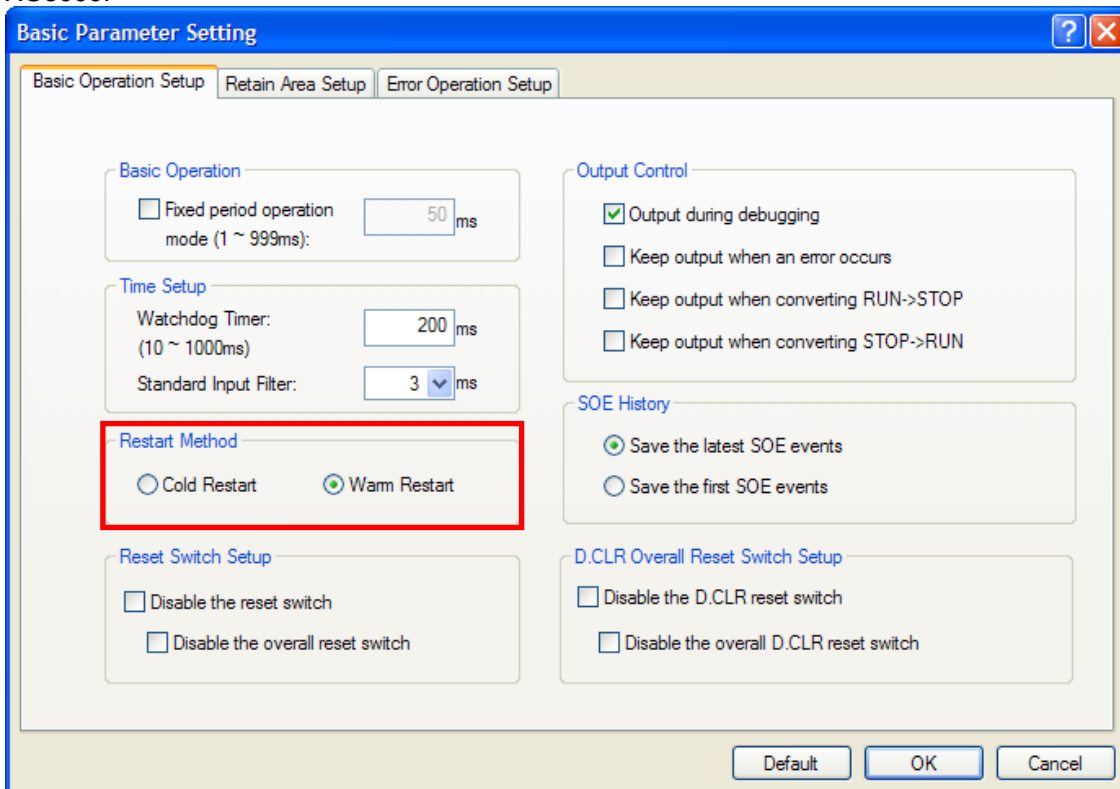 Basic Parameter Setting
Basic Operation Setup Retain Area Setup Error Operation Setup
Basic Operation
Fixed period operation
mode (1 ~ 999ms):
50 ms
Time Setup
Watchdog Timer:
(10 ~ 1000ms)
200 ms
Standard Input Filter:
3 ms
Restart Method
Cold Restart Warm Restart
Reset Switch Setup
Disable the reset switch
Disable the overall reset switch
Output Control
Output during debugging
Keep output when an error occurs
Keep output when converting RUN->STOP
Keep output when converting STOP->RUN
SOE History
Save the latest SOE events
Save the first SOE events
D.CLR Overall Reset Switch Setup
Disable the D.CLR reset switch
Disable the overall D.CLR reset switch
Default OK Cancel